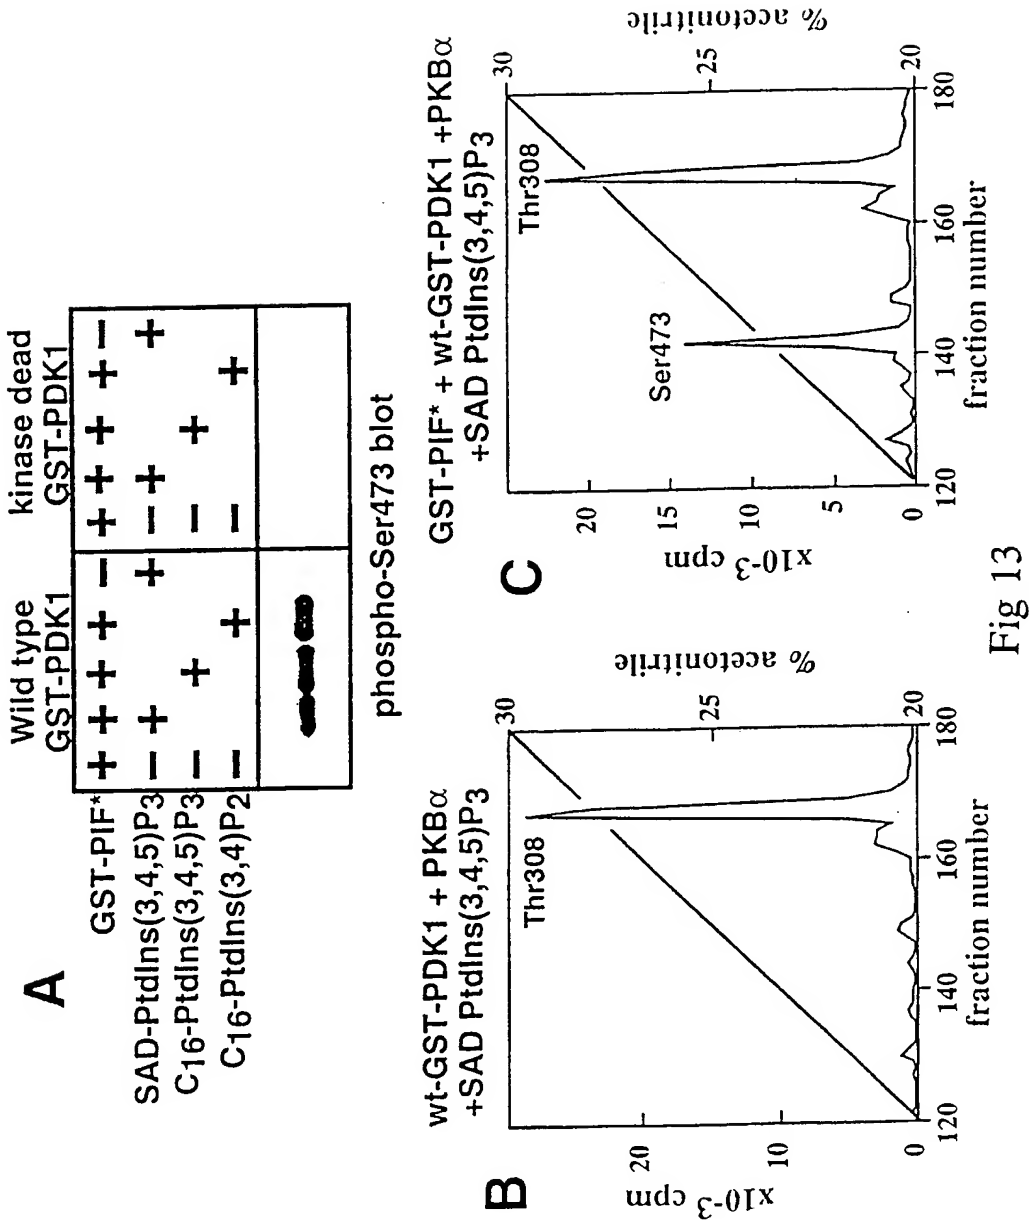 A
Wild type kinase dead
GST-PDK1 GST-PDK1
GST-PIF* + + + + − + + + + −
SAD-PtdIns(3,4,5)P3 − + + − + +
C16-PtdIns(3,4,5)P3 − + − +
C16-PtdIns(3,4)P2 − + − +
phospho-Ser473 blot
B
wt-GST-PDK1 + PKBα
+SAD PtdIns(3,4,5)P3
Thr308
x10-3 cpm
20
10
0
30
25
20
% acetonitrile
120 140 160 180
fraction number
C
GST-PIF* + wt-GST-PDK1 +PKBα
+SAD PtdIns(3,4,5)P3
Ser473
Thr308
x10-3 cpm
20
15
10
5
0
30
25
20
% acetonitrile
120 140 160 180
fraction number
Fig 13